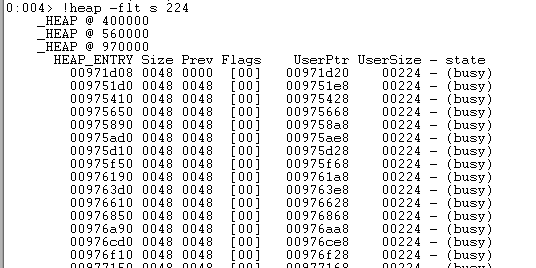 0:004> !heap -flt s 224
_HEAP @ 400000
_HEAP @ 560000
_HEAP @ 970000
HEAP_ENTRY Size Prev Flags UserPtr UserSize - state
00971d08 0048 0000 [00] 00971d20 00224 - (busy)
009751d0 0048 0048 [00] 009751e8 00224 - (busy)
00975410 0048 0048 [00] 00975428 00224 - (busy)
00975650 0048 0048 [00] 00975668 00224 - (busy)
00975890 0048 0048 [00] 009758a8 00224 - (busy)
00975ad0 0048 0048 [00] 00975ae8 00224 - (busy)
00975d10 0048 0048 [00] 00975d28 00224 - (busy)
00975f50 0048 0048 [00] 00975f68 00224 - (busy)
00976190 0048 0048 [00] 009761a8 00224 - (busy)
009763d0 0048 0048 [00] 009763e8 00224 - (busy)
00976610 0048 0048 [00] 00976628 00224 - (busy)
00976850 0048 0048 [00] 00976868 00224 - (busy)
00976a90 0048 0048 [00] 00976aa8 00224 - (busy)
00976cd0 0048 0048 [00] 00976ce8 00224 - (busy)
00976f10 0048 0048 [00] 00976f28 00224 - (busy)
00977150 0048 0048 [00] 00977168 00224 - (busy)